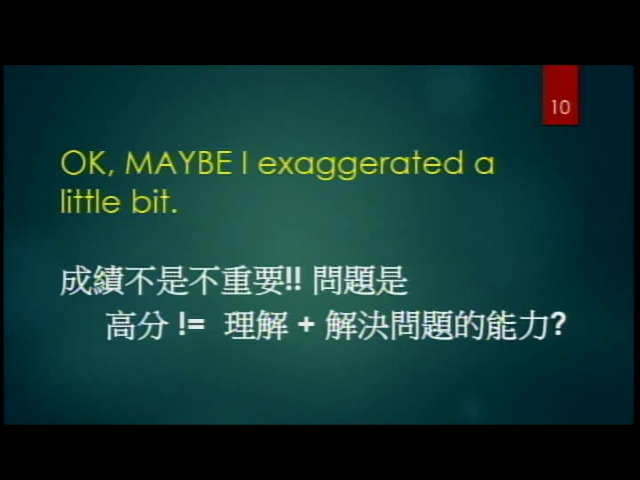 10
OK, MAYBE I exaggerated a
little bit.
成績不是不重要!! 問題是
高分 != 理解 + 解決問題的能力?